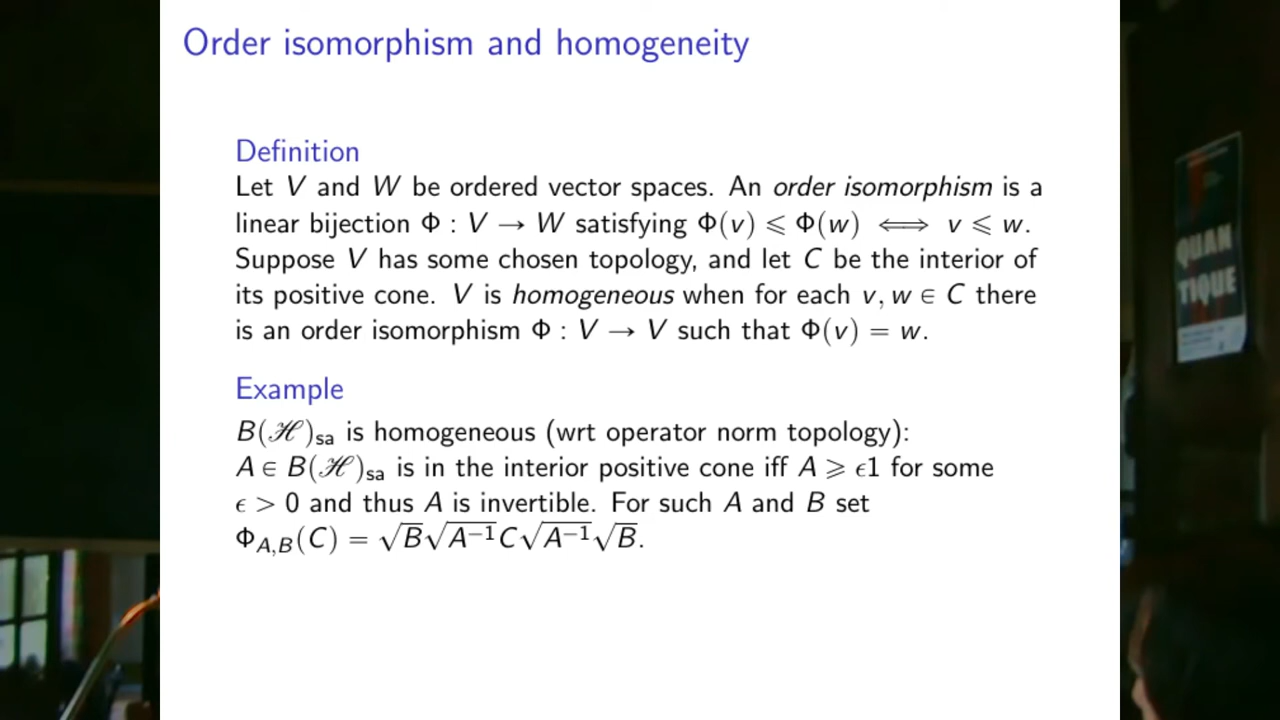 Order isomorphism and homogeneity
Definition
Let V and W be ordered vector spaces. An order isomorphism is a
linear bijection Φ : V → W satisfying Φ(v) ⩽ Φ(w) ⟺ v ⩽ w.
Suppose V has some chosen topology, and let C be the interior of
its positive cone. V is homogeneous when for each v, w ∈ C there
is an order isomorphism Φ : V → V such that Φ(v) = w.
Example
B(ℋ)sa is homogeneous (wrt operator norm topology):
A ∈ B(ℋ)sa is in the interior positive cone iff A ⩾ ϵ1 for some
ϵ > 0 and thus A is invertible. For such A and B set
Φ_{A,B}(C) = √B√A⁻¹C√A⁻¹√B.
QUAN
TIQUE